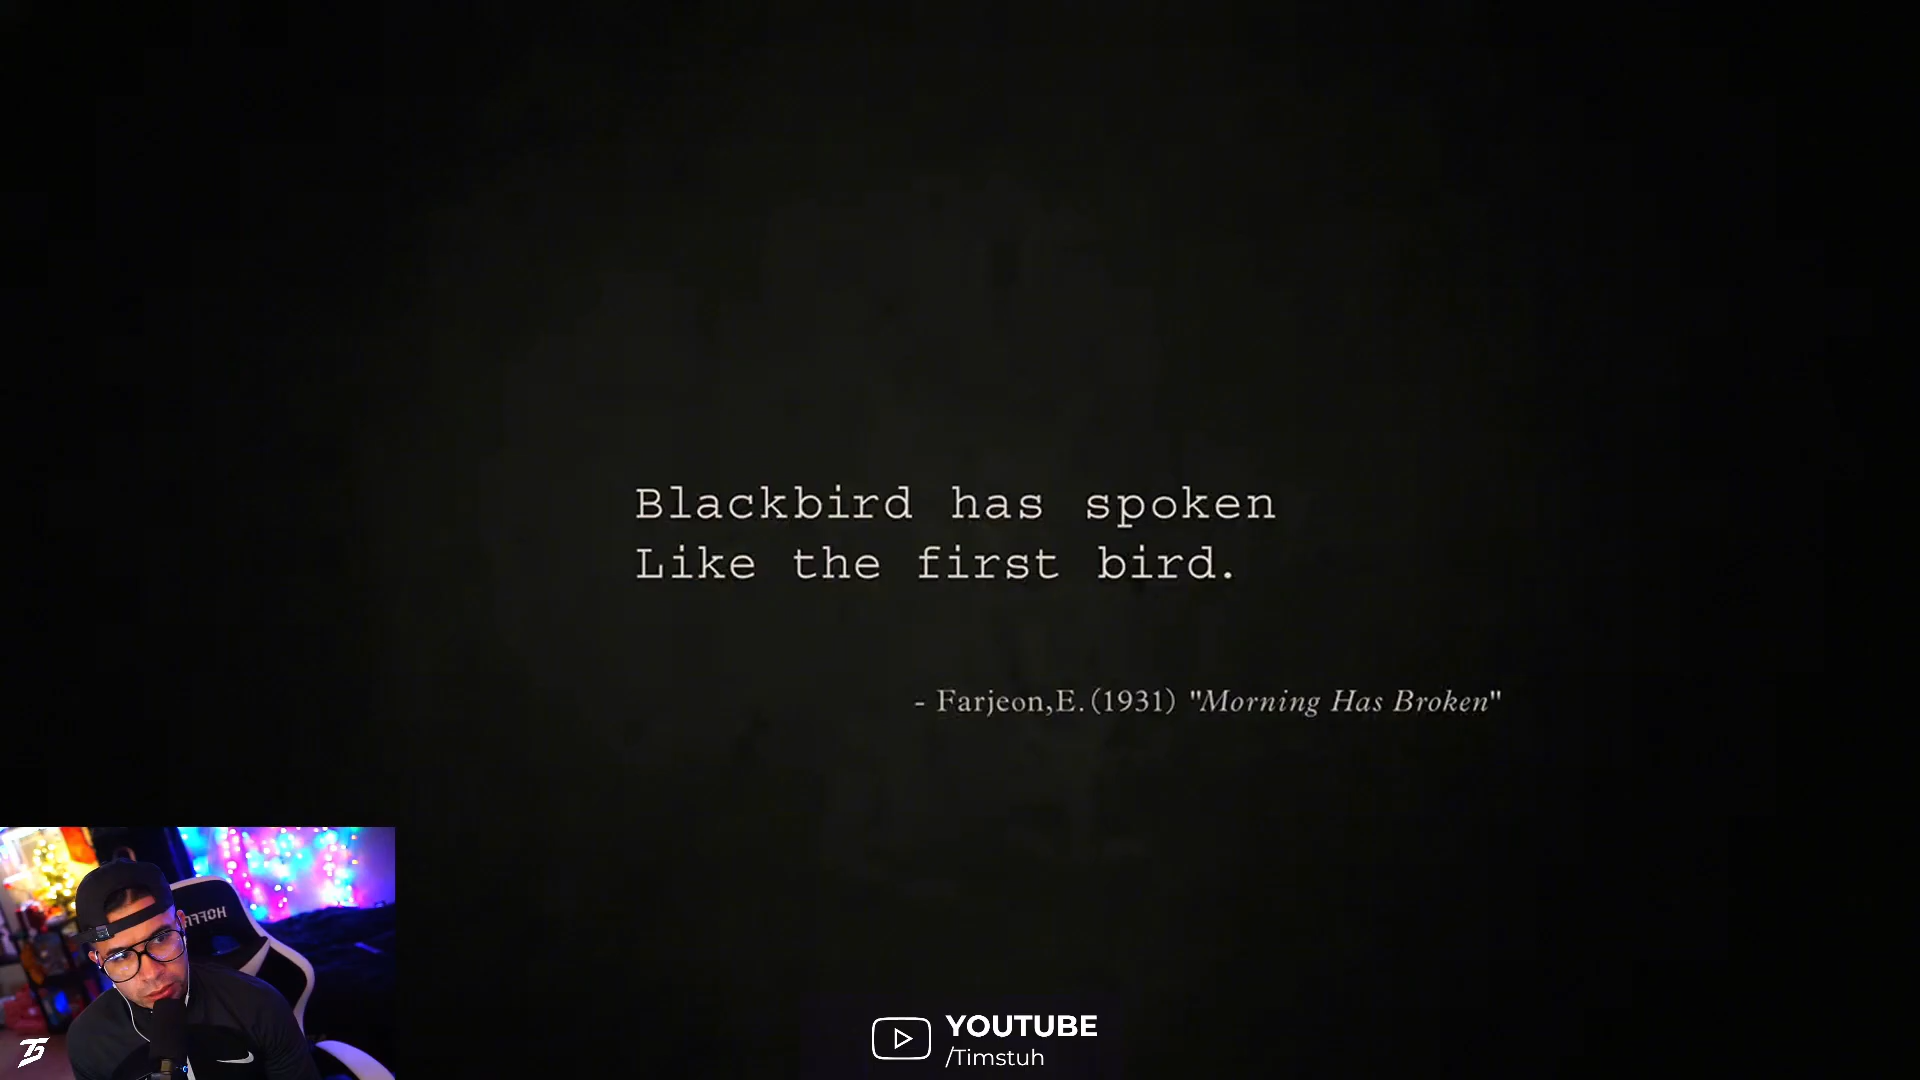 Blackbird has spoken
Like the first bird.
- Farjeon,E.(1931) "Morning Has Broken"
YOUTUBE
/Timstuh